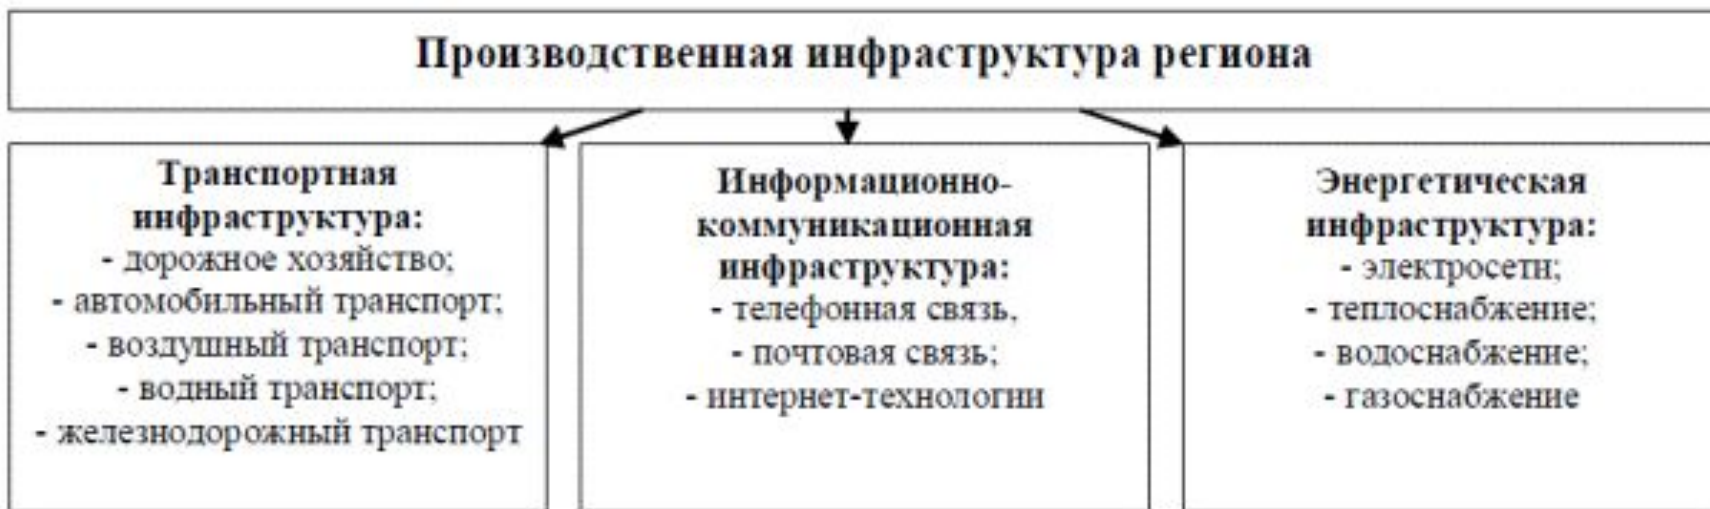 Производственная инфраструктура региона
Транспортная
инфраструктура:
- дорожное хозяйство;
- автомобильный транспорт;
- воздушный транспорт;
- водный транспорт;
- железнодорожный транспорт
Информационно-
коммуникационная
инфраструктура:
- телефонная связь,
- почтовая связь;
- интернет-технологии
Энергетическая
инфраструктура:
- электросети;
- теплоснабжение;
- водоснабжение;
- газоснабжение